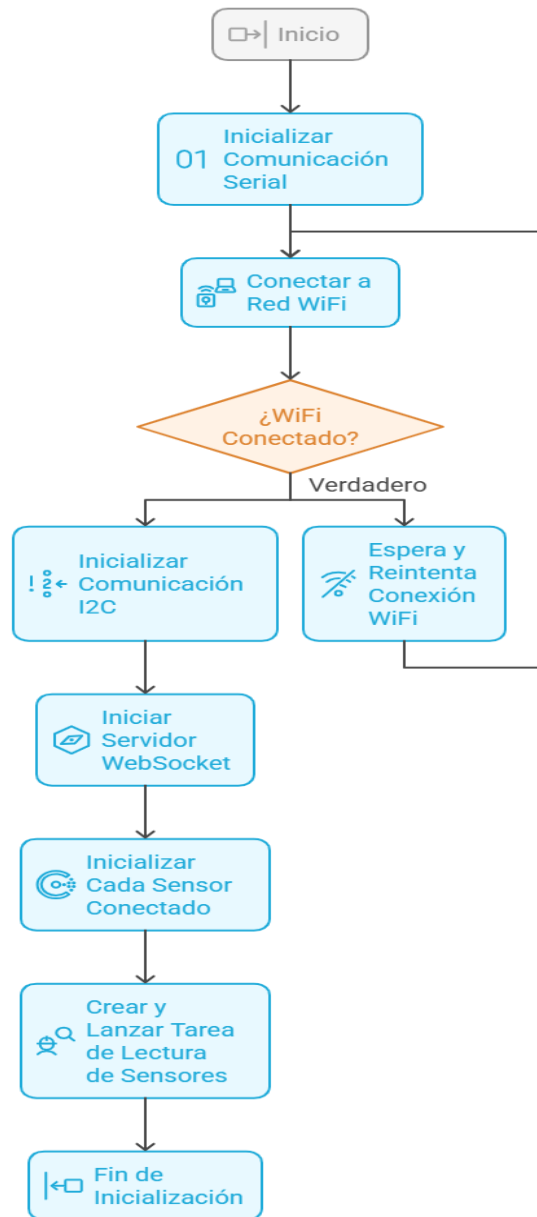 Inicio
01
Inicializar
Comunicación
Serial
Conectar a
Red WiFi
¿WiFi
Conectado?
Verdadero
Inicializar
Comunicación
I2C
Espera y
Reintenta
Conexión
WiFi
Iniciar
Servidor
WebSocket
Inicializar
Cada Sensor
Conectado
Crear y
Lanzar Tarea
de Lectura
de Sensores
Fin de
Inicialización